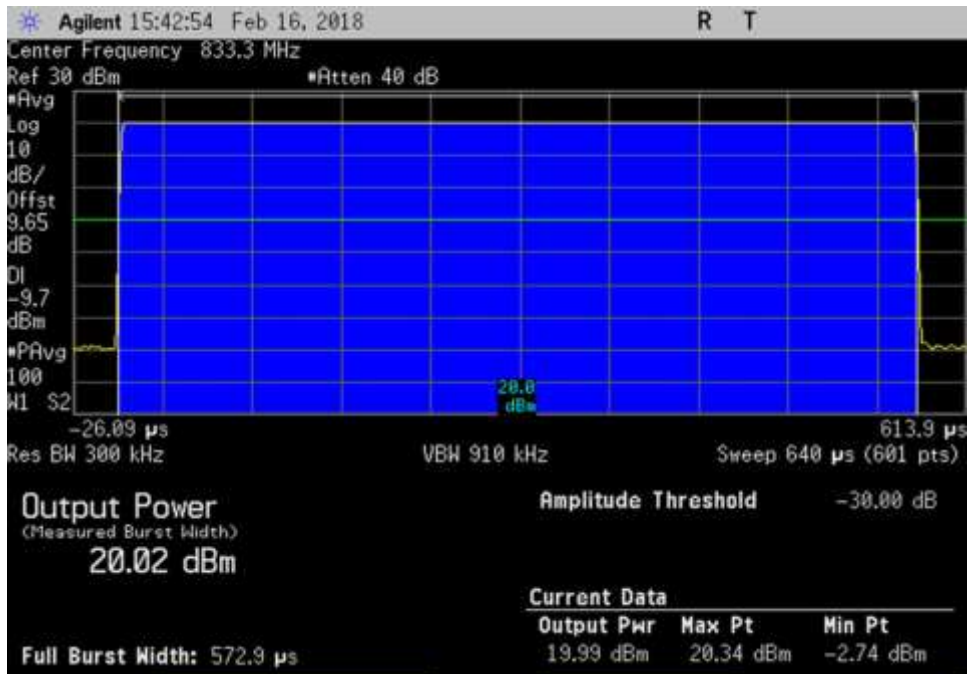 Agilent 15:42:54 Feb 16, 2018 R T
Center Frequency 833.3 MHz
Ref 30 dBm *Atten 40 dB
*Avg
Log
10
dB/
Offst
9.65
dB
DI
-9.7
dBm
*PAvg
100
W1 S2
20.0
dBm
-26.09 µs 613.9 µs
Res BW 300 kHz VBW 910 kHz Sweep 640 µs (601 pts)
Output Power
(Measured Burst Width)
20.02 dBm
Amplitude Threshold -30.00 dB
Current Data
Output Pwr Max Pt Min Pt
19.99 dBm 20.34 dBm -2.74 dBm
Full Burst Width: 572.9 µs